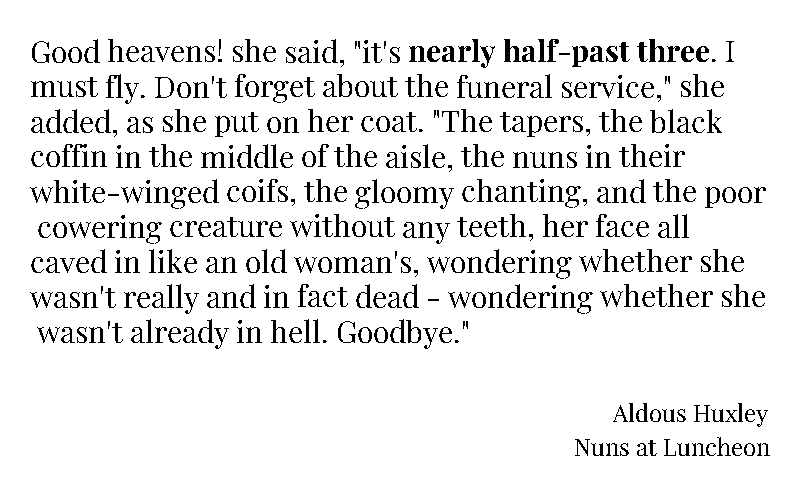 Good heavens! she said, "it's nearly half-past three. I
must fly. Don't forget about the funeral service," she
added, as she put on her coat. "The tapers, the black
coffin in the middle of the aisle, the nuns in their
white-winged coifs, the gloomy chanting, and the poor
cowering creature without any teeth, her face all
caved in like an old woman's, wondering whether she
wasn't really and in fact dead - wondering whether she
wasn't already in hell. Goodbye."
Aldous Huxley
Nuns at Luncheon